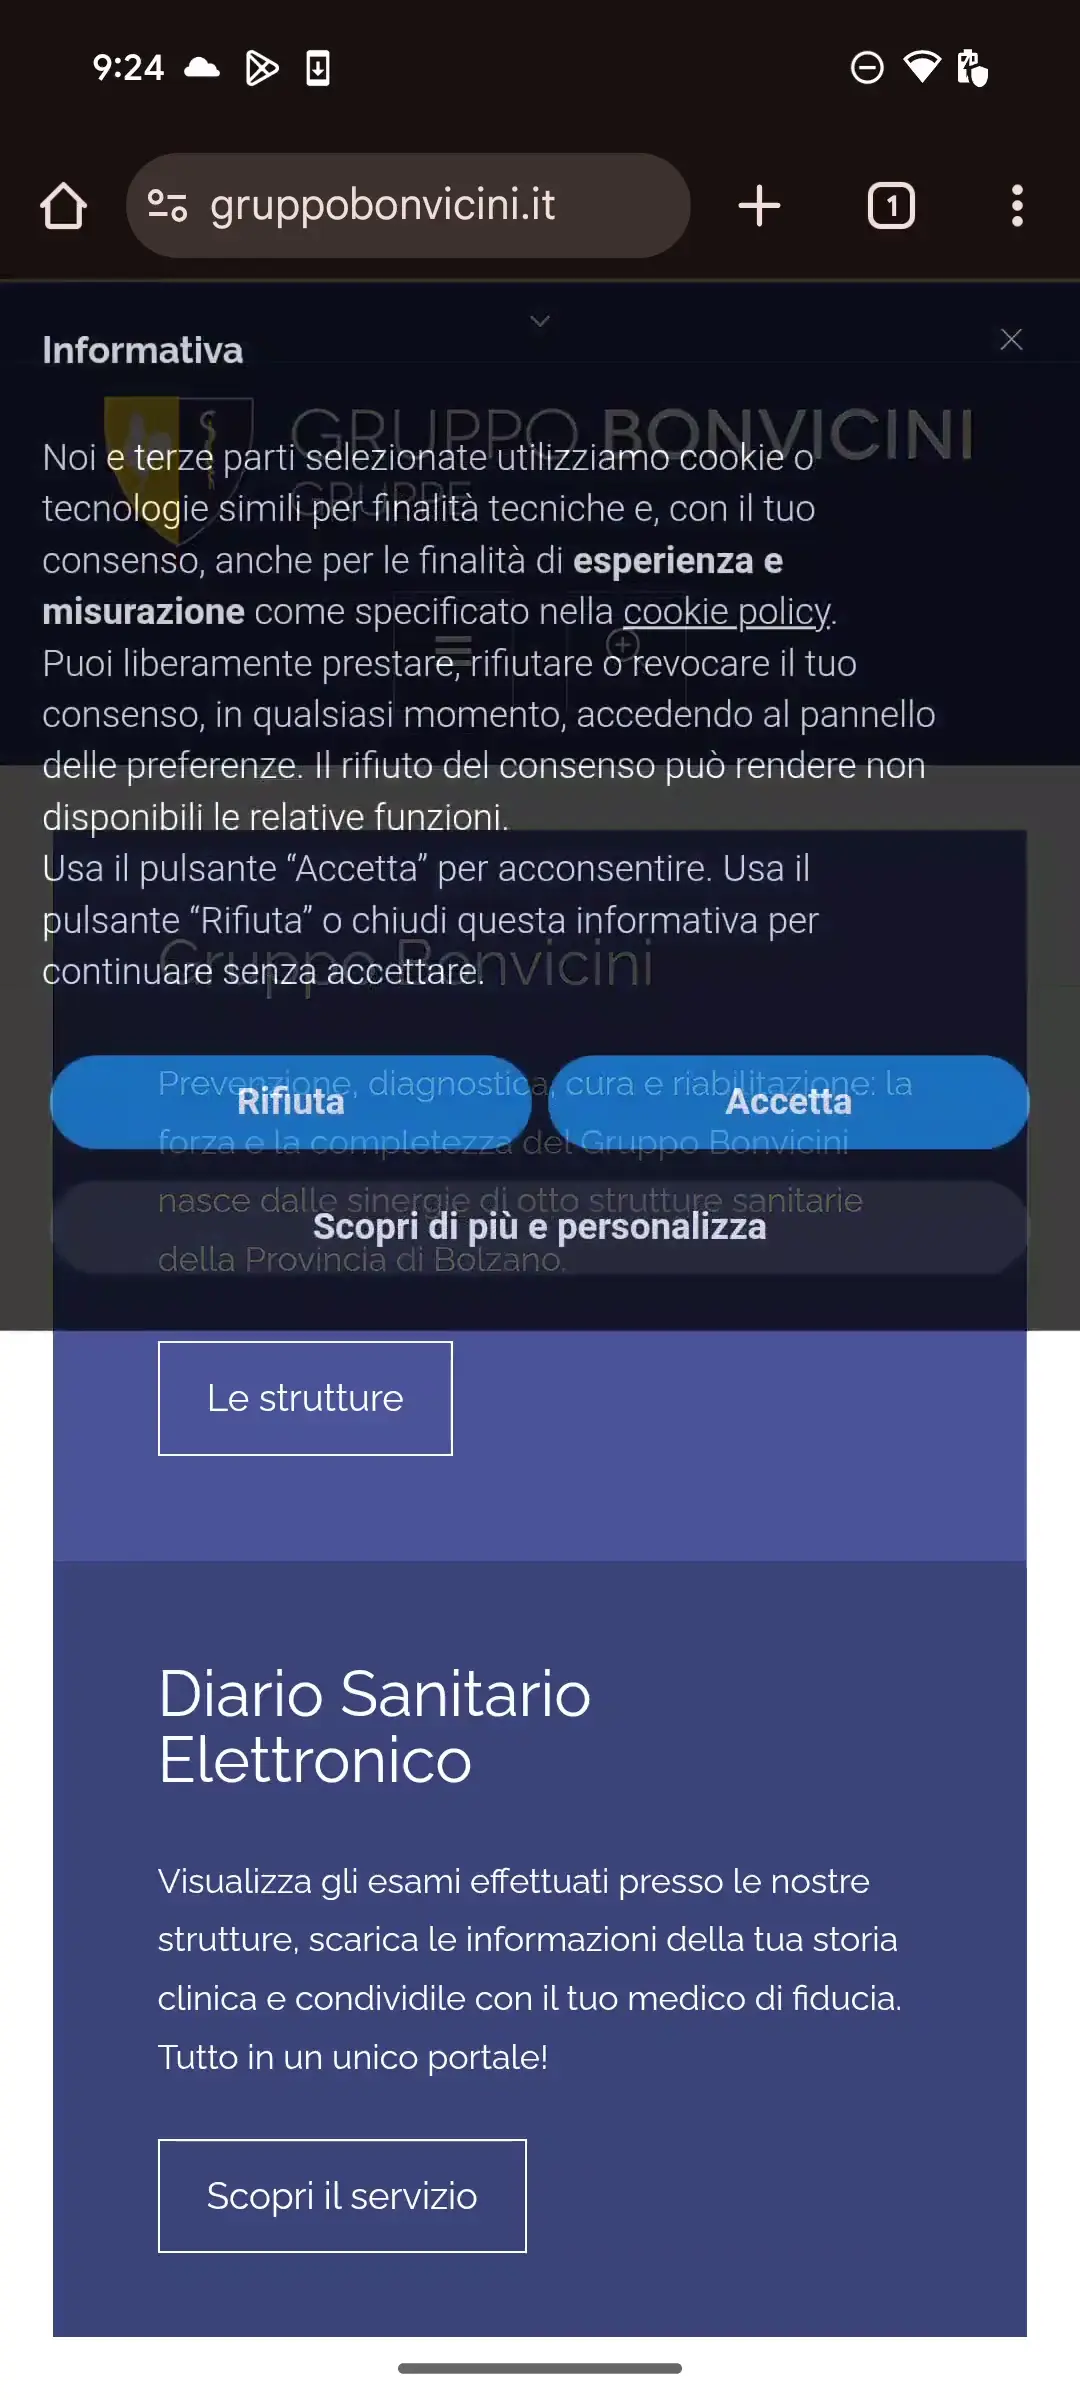 9:24
gruppobonvicini.it
1
Informativa
GRUPPO BONVICINI
GRUPPE
Noi e terze parti selezionate utilizziamo cookie o
tecnologie simili per finalità tecniche e, con il tuo
consenso, anche per le finalità di esperienza e
misurazione come specificato nella cookie policy.
Puoi liberamente prestare, rifiutare o revocare il tuo
consenso, in qualsiasi momento, accedendo al pannello
delle preferenze. Il rifiuto del consenso può rendere non
disponibili le relative funzioni.
Usa il pulsante “Accetta” per acconsentire. Usa il
pulsante “Rifiuta” o chiudi questa informativa per
continuare senza accettare.
Gruppo Bonvicini
Rifiuta
Accetta
Prevenzione, diagnostica, cura e riabilitazione: la
forza e la completezza del Gruppo Bonvicini
nasce dalle sinergie di otto strutture sanitarie
della Provincia di Bolzano.
Scopri di più e personalizza
Le strutture
Diario Sanitario
Elettronico
Visualizza gli esami effettuati presso le nostre
strutture, scarica le informazioni della tua storia
clinica e condividile con il tuo medico di fiducia.
Tutto in un unico portale!
Scopri il servizio